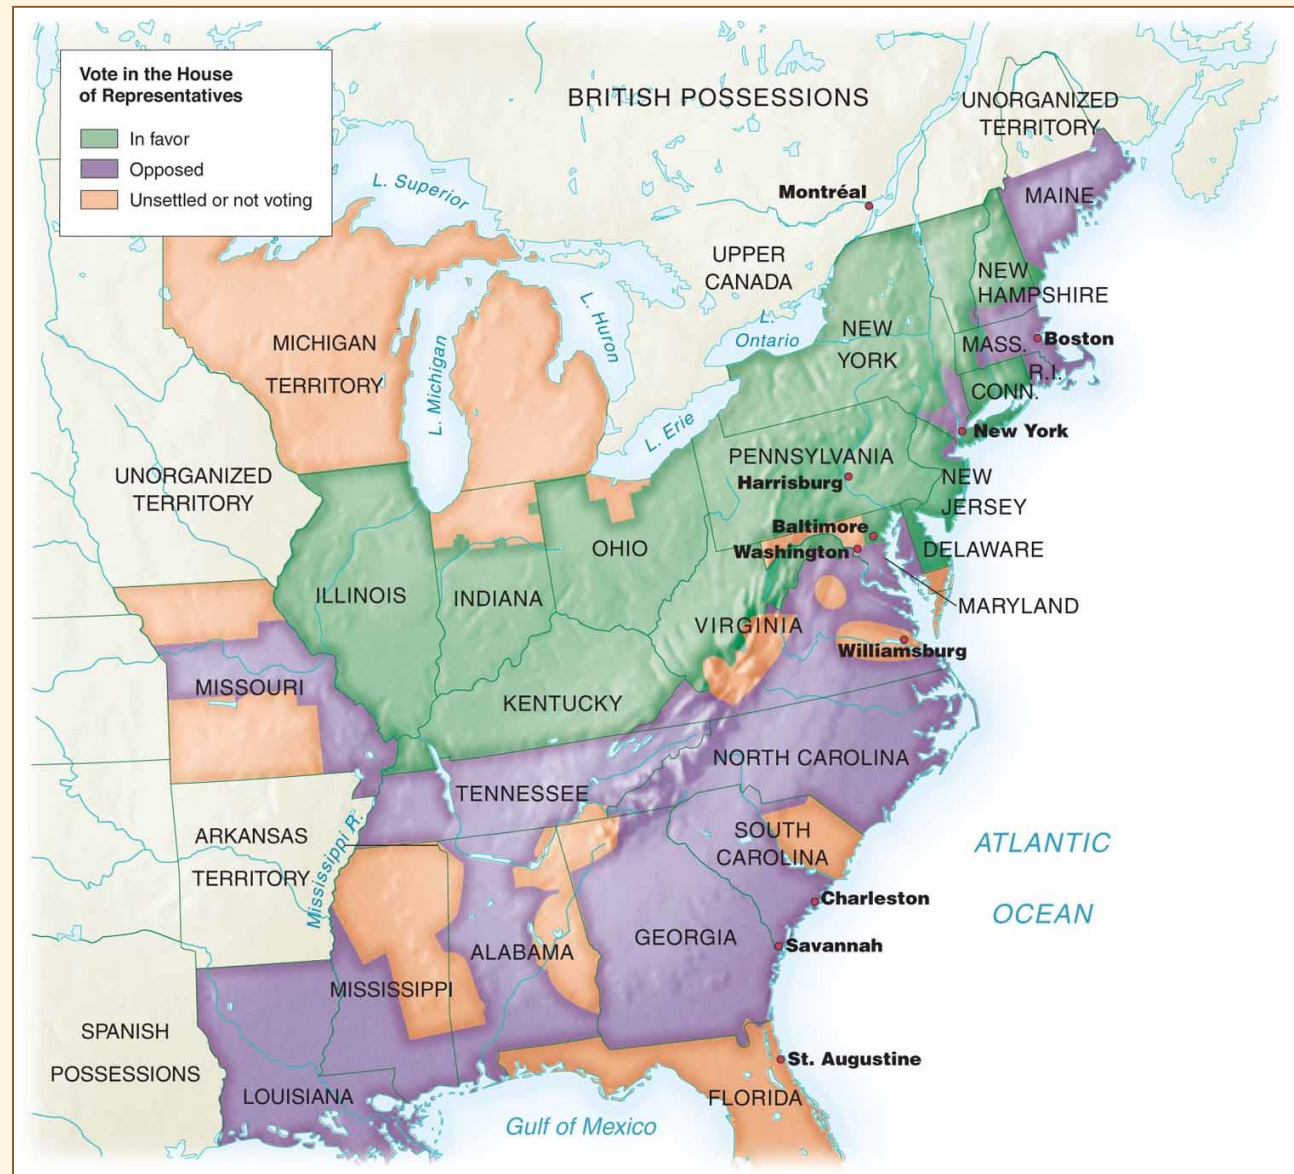 Vote in the House
of Representatives
In favor
Opposed
Unsettled or not voting
BRITISH POSSESSIONS
UNORGANIZED
TERRITORY
L. Superior
Montréal
MAINE
UPPER
CANADA
NEW
HAMPSHIRE
L. Huron
L.
Ontario
NEW
YORK
MICHIGAN
TERRITORY
L. Michigan
MASS.
Boston
R.I.
CONN.
L. Erie
New York
UNORGANIZED
TERRITORY
PENNSYLVANIA
Harrisburg
NEW
JERSEY
Baltimore
Washington
OHIO
DELAWARE
ILLINOIS
INDIANA
MARYLAND
VIRGINIA
Williamsburg
MISSOURI
KENTUCKY
NORTH CAROLINA
TENNESSEE
ARKANSAS
TERRITORY
Mississippi R.
SOUTH
CAROLINA
ATLANTIC
OCEAN
Charleston
GEORGIA
Savannah
ALABAMA
MISSISSIPPI
SPANISH
POSSESSIONS
St. Augustine
LOUISIANA
FLORIDA
Gulf of Mexico